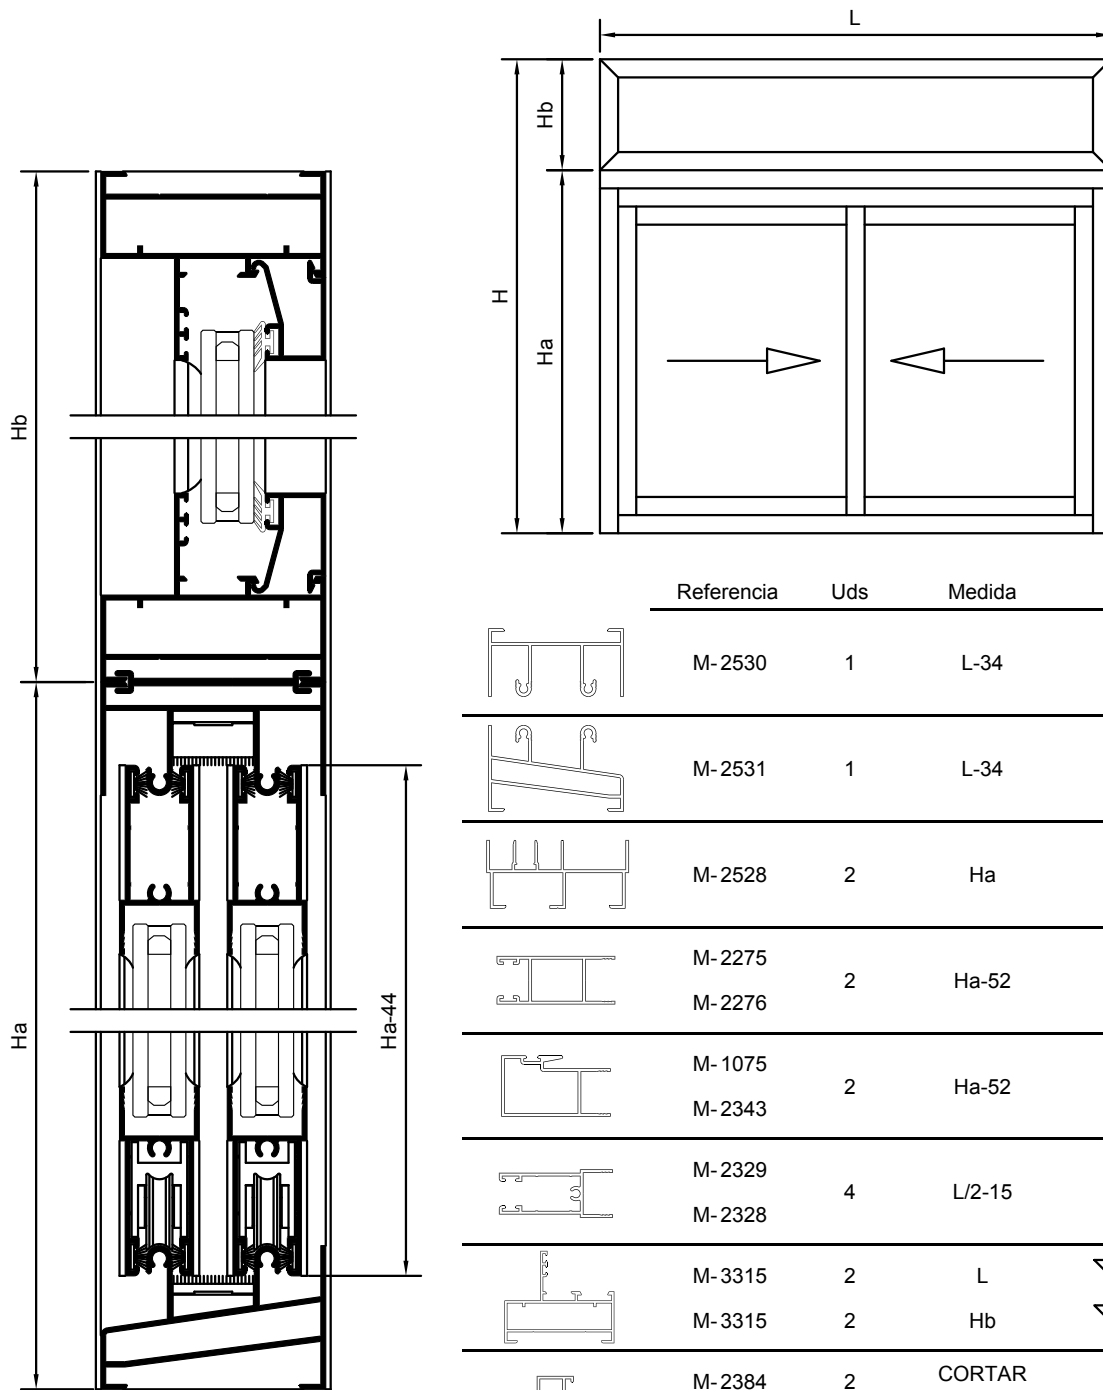 L
Hb
H
Ha
Hb
Ha
Ha-44
Referencia Uds Medida
M-2530 1 L-34
M-2531 1 L-34
M-2528 2 Ha
M-2275
M-2276
2 Ha-52
M-1075
M-2343
2 Ha-52
M-2329
M-2328
4 L/2-15
M-3315 2 L
M-3315 2 Hb
M-2384 2 CORTAR